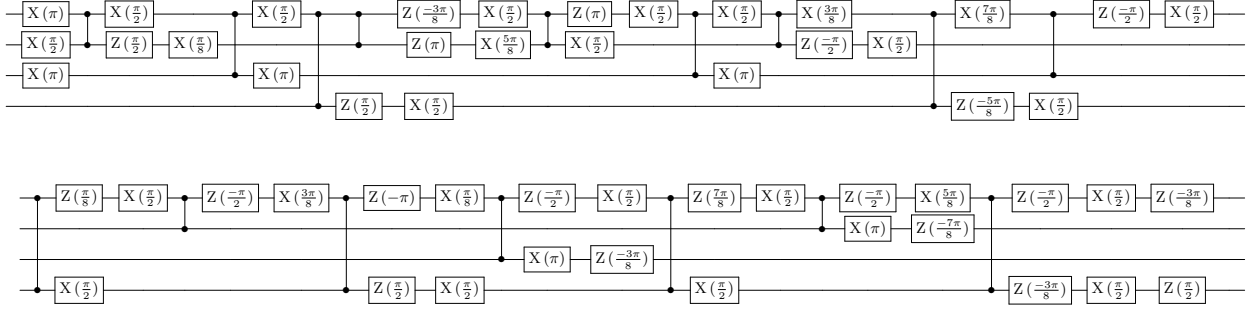 X(π) X(π/2) X(π/2) Z(-3π/8) X(π/2) Z(π) X(π/2) X(π/2) X(3π/8) X(7π/8) Z(-π/2) X(π/2)
X(π/2) Z(π/2) X(π/8) Z(π) X(5π/8) X(π/2) Z(-π/2) X(π/2)
X(π) X(π) X(π)
Z(π/2) X(π/2) Z(-5π/8) X(π/2)
Z(π/8) X(π/2) Z(-π/2) X(3π/8) Z(-π) X(π/8) Z(-π/2) X(π/2) Z(7π/8) X(π/2) Z(-π/2) X(5π/8) Z(-π/2) X(π/2) Z(-3π/8)
X(π) Z(-7π/8)
X(π) Z(-3π/8)
X(π/2) Z(π/2) X(π/2) X(π/2) Z(-3π/8) X(π/2) Z(π/2)